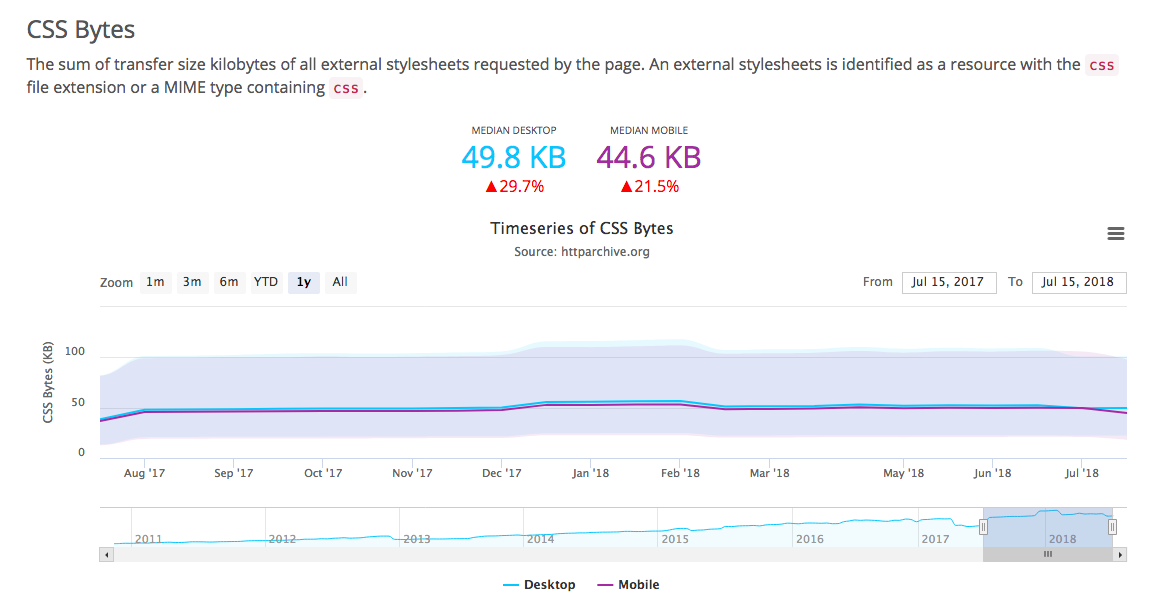 CSS Bytes
The sum of transfer size kilobytes of all external stylesheets requested by the page. An external stylesheets is identified as a resource with the css
file extension or a MIME type containing css .
MEDIAN DESKTOP MEDIAN MOBILE
49.8 KB 44.6 KB
▲29.7% ▲21.5%
Timeseries of CSS Bytes
Source: httparchive.org
Zoom 1m 3m 6m YTD 1y All From Jul 15, 2017 To Jul 15, 2018
CSS Bytes (KB)
100
50
0
Aug '17 Sep '17 Oct '17 Nov '17 Dec '17 Jan '18 Feb '18 Mar '18 May '18 Jun '18 Jul '18
2011 2012 2013 2014 2015 2016 2017 2018
Desktop Mobile